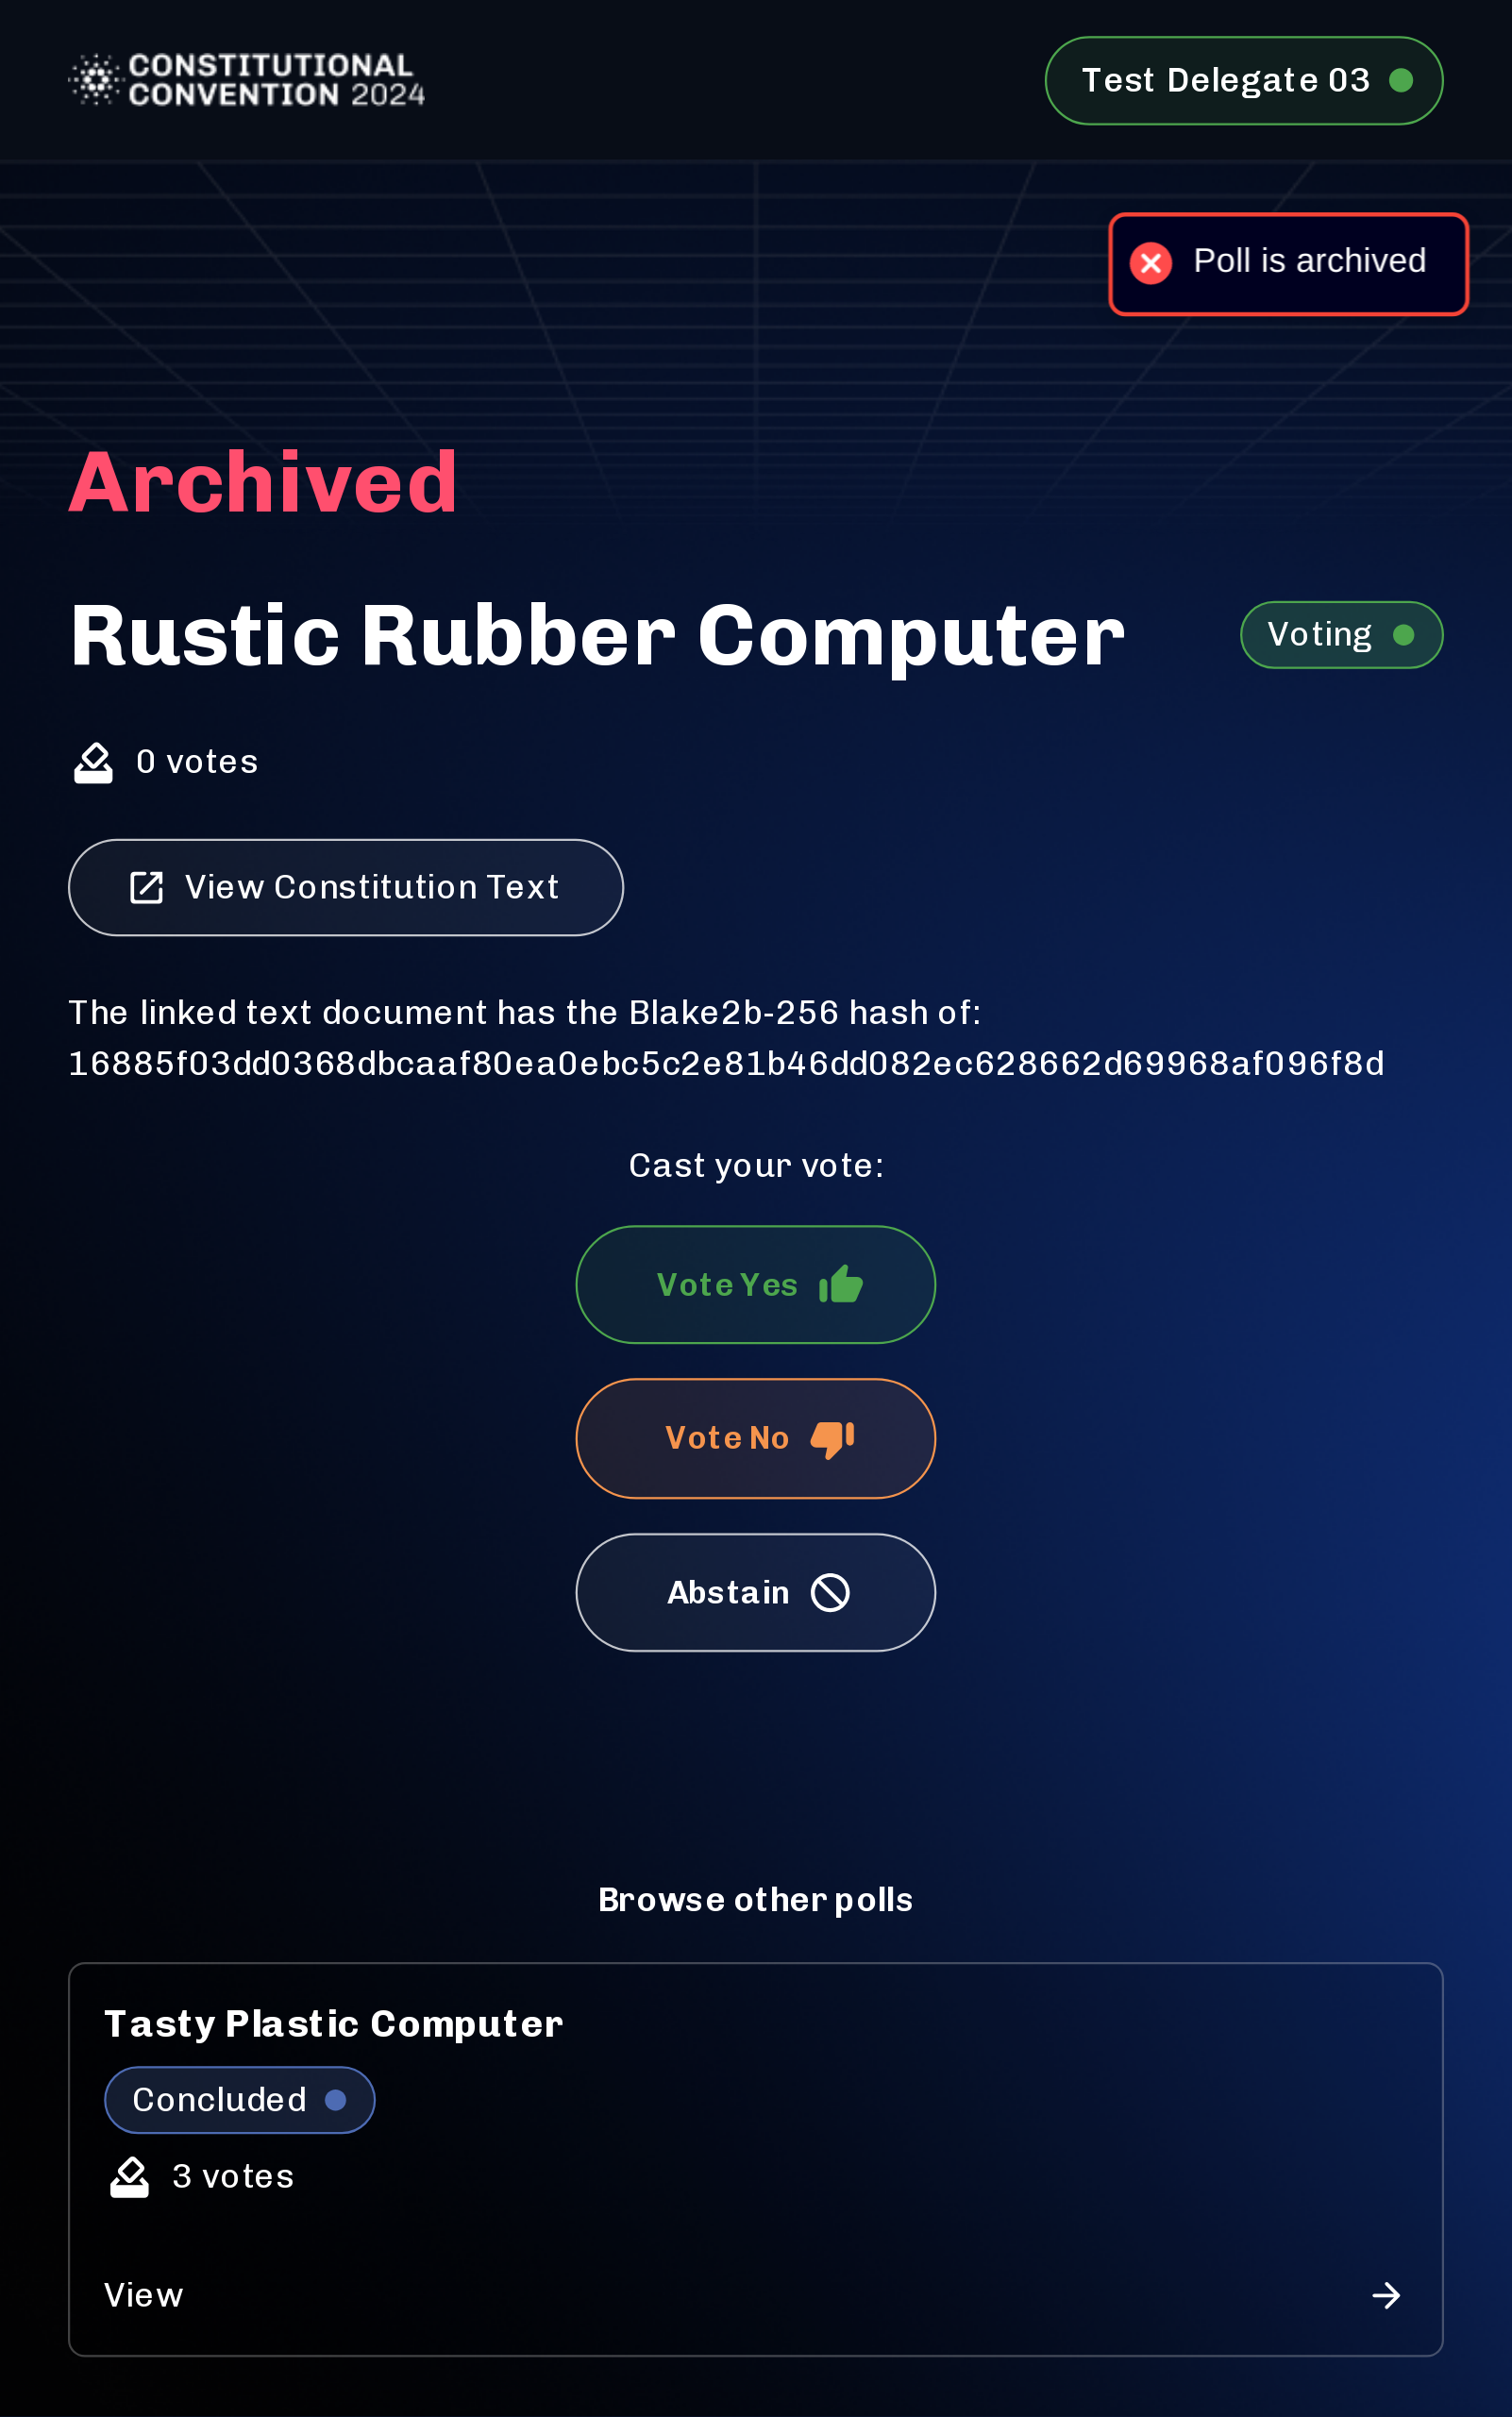 CONSTITUTIONAL
CONVENTION 2024
Test Delegate 03
Poll is archived
Archived
Rustic Rubber Computer
Voting
0 votes
View Constitution Text
The linked text document has the Blake2b-256 hash of:
16885f03dd0368dbcaaf80ea0ebc5c2e81b46dd082ec628662d69968af096f8d
Cast your vote:
Vote Yes
Vote No
Abstain
Browse other polls
Tasty Plastic Computer
Concluded
3 votes
View